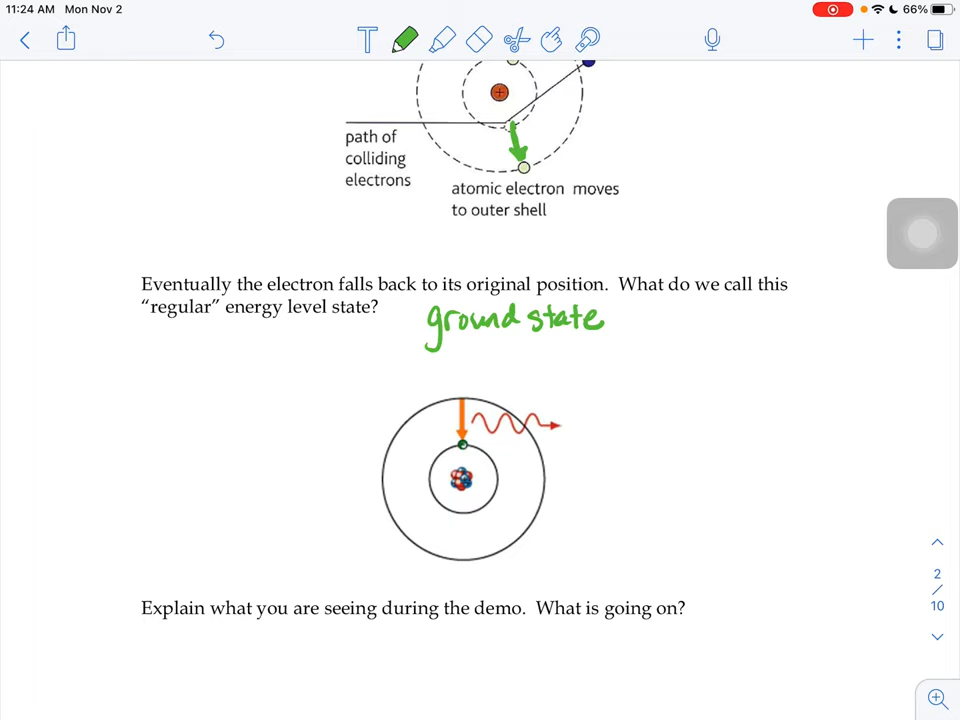 11:24 AM Mon Nov 2
66%
T
+
path of
colliding
electrons
atomic electron moves
to outer shell
Eventually the electron falls back to its original position. What do we call this
“regular” energy level state?
ground state
Explain what you are seeing during the demo. What is going on?
2
/
10